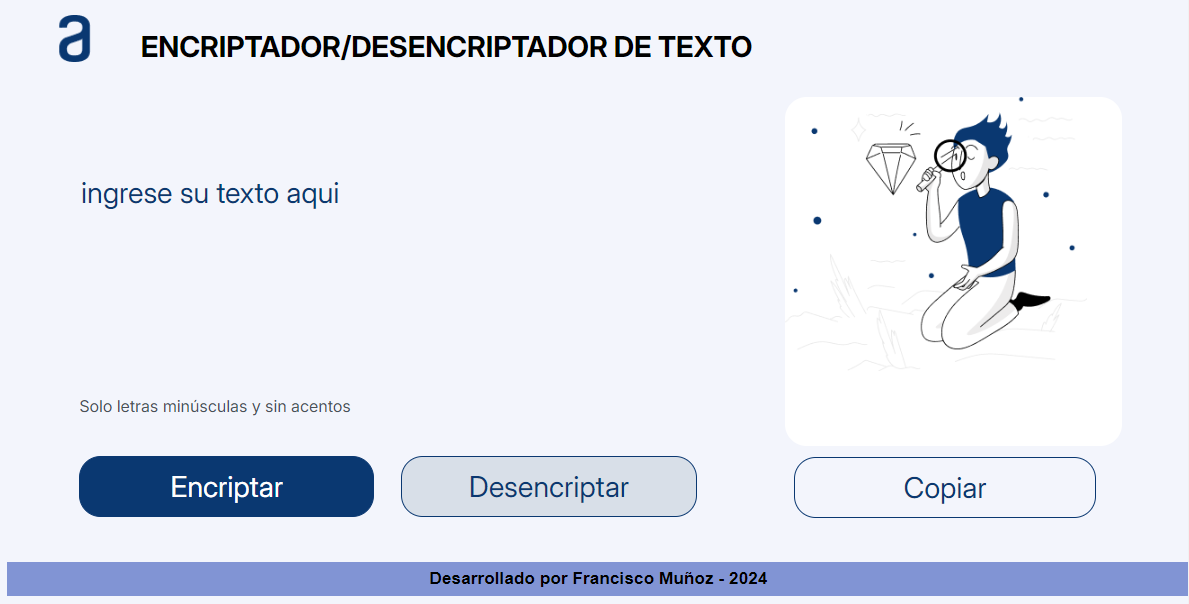 a
ENCRIPTADOR/DESENCRIPTADOR DE TEXTO
ingrese su texto aqui
Solo letras minúsculas y sin acentos
Encriptar
Desencriptar
Copiar
Desarrollado por Francisco Muñoz - 2024